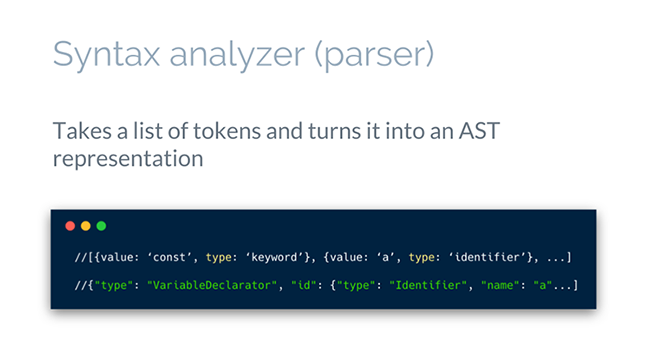 Syntax analyzer (parser)
Takes a list of tokens and turns it into an AST
representation
//[{value: ‘const’, type: ‘keyword’}, {value: ‘a’, type: ‘identifier’}, ...]
//{"type": "VariableDeclarator", "id": {"type": "Identifier", "name": "a"...]